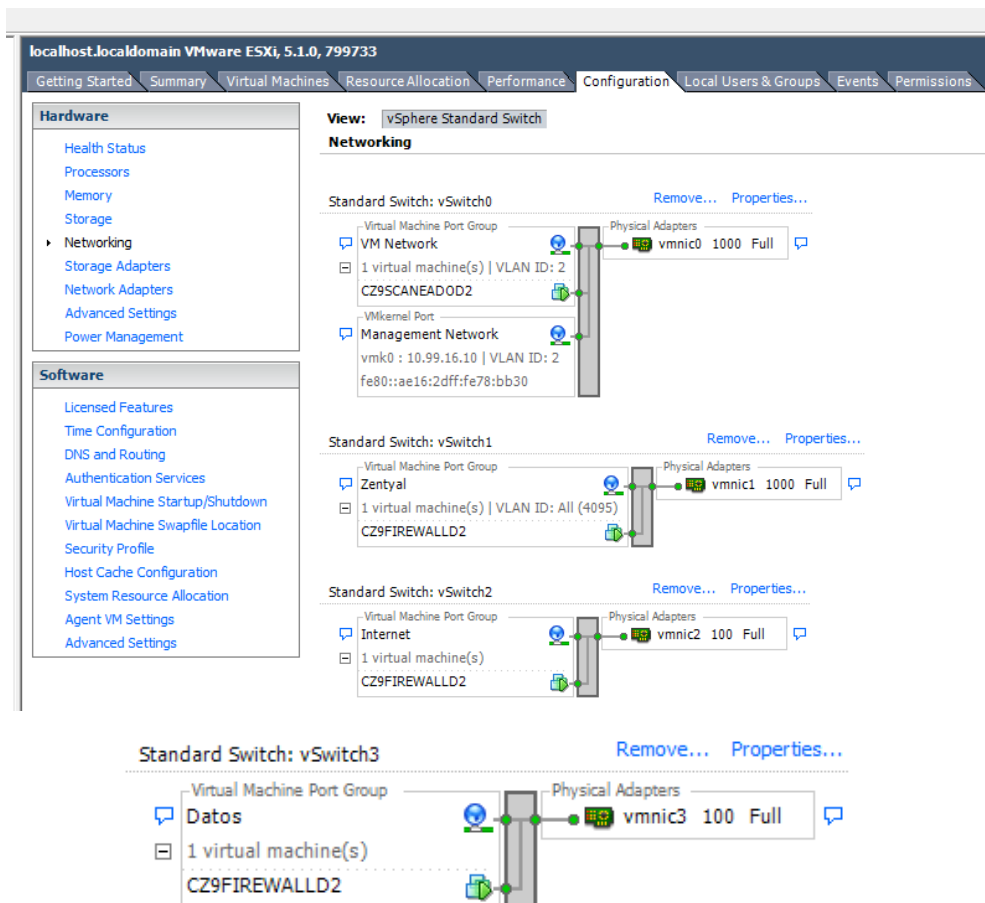 localhost.localdomain VMware ESXi, 5.1.0, 799733
Getting Started Summary Virtual Machines Resource Allocation Performance Configuration Local Users & Groups Events Permissions
Hardware
Health Status
Processors
Memory
Storage
Networking
Storage Adapters
Network Adapters
Advanced Settings
Power Management
Software
Licensed Features
Time Configuration
DNS and Routing
Authentication Services
Virtual Machine Startup/Shutdown
Virtual Machine Swapfile Location
Security Profile
Host Cache Configuration
System Resource Allocation
Agent VM Settings
Advanced Settings
View: vSphere Standard Switch
Networking
Standard Switch: vSwitch0 Remove... Properties...
Virtual Machine Port Group Physical Adapters
VM Network vmnic0 1000 Full
1 virtual machine(s) | VLAN ID: 2
CZ9SCANEADOD2
VMkernel Port
Management Network
vmk0 : 10.99.16.10 | VLAN ID: 2
fe80::ae16:2dff:fe78:bb30
Standard Switch: vSwitch1 Remove... Properties...
Virtual Machine Port Group Physical Adapters
Zentyal vmnic1 1000 Full
1 virtual machine(s) | VLAN ID: All (4095)
CZ9FIREWALLD2
Standard Switch: vSwitch2 Remove... Properties...
Virtual Machine Port Group Physical Adapters
Internet vmnic2 100 Full
1 virtual machine(s)
CZ9FIREWALLD2
Standard Switch: vSwitch3 Remove... Properties...
Virtual Machine Port Group Physical Adapters
Datos vmnic3 100 Full
1 virtual machine(s)
CZ9FIREWALLD2